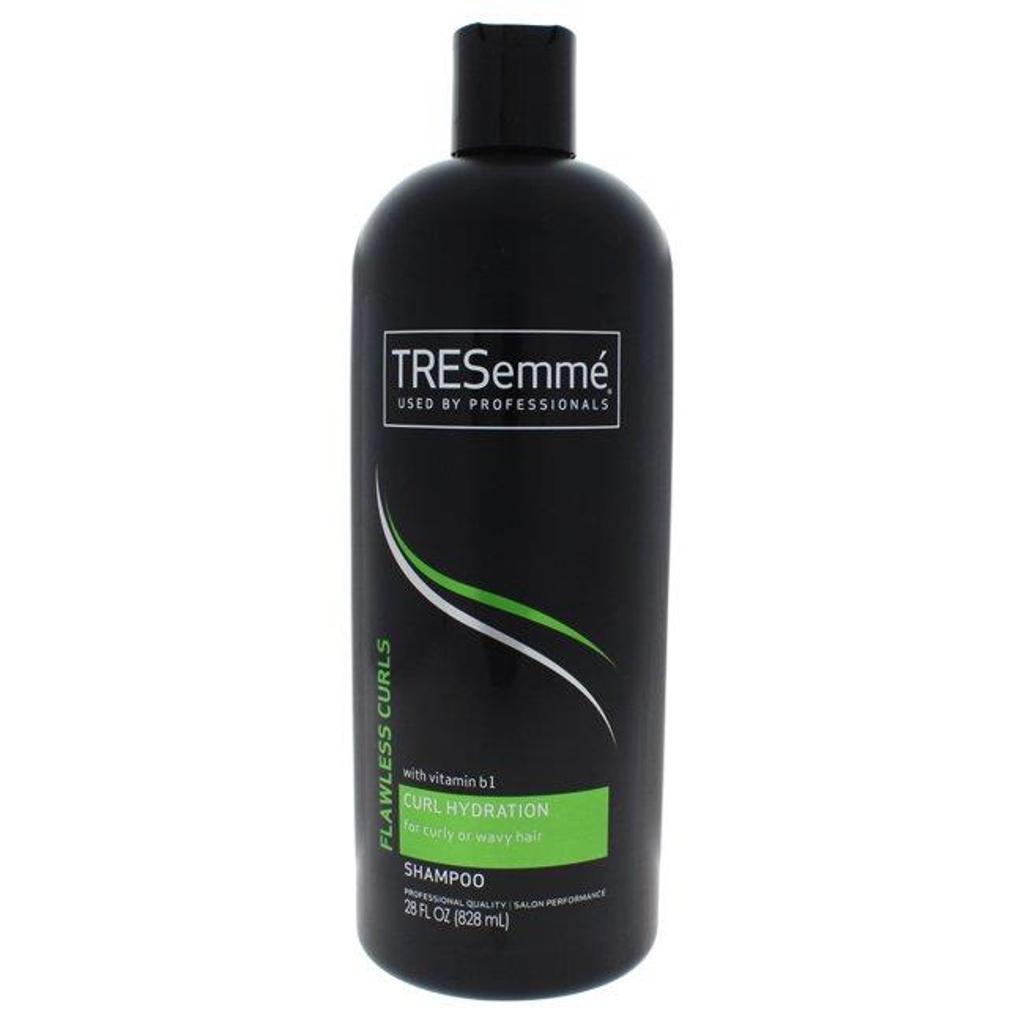 TRESemmé®
USED BY PROFESSIONALS
FLAWLESS CURLS
with vitamin b1
CURL HYDRATION
for curly or wavy hair
SHAMPOO
PROFESSIONAL QUALITY | SALON PERFORMANCE
28 FL OZ (828 mL)